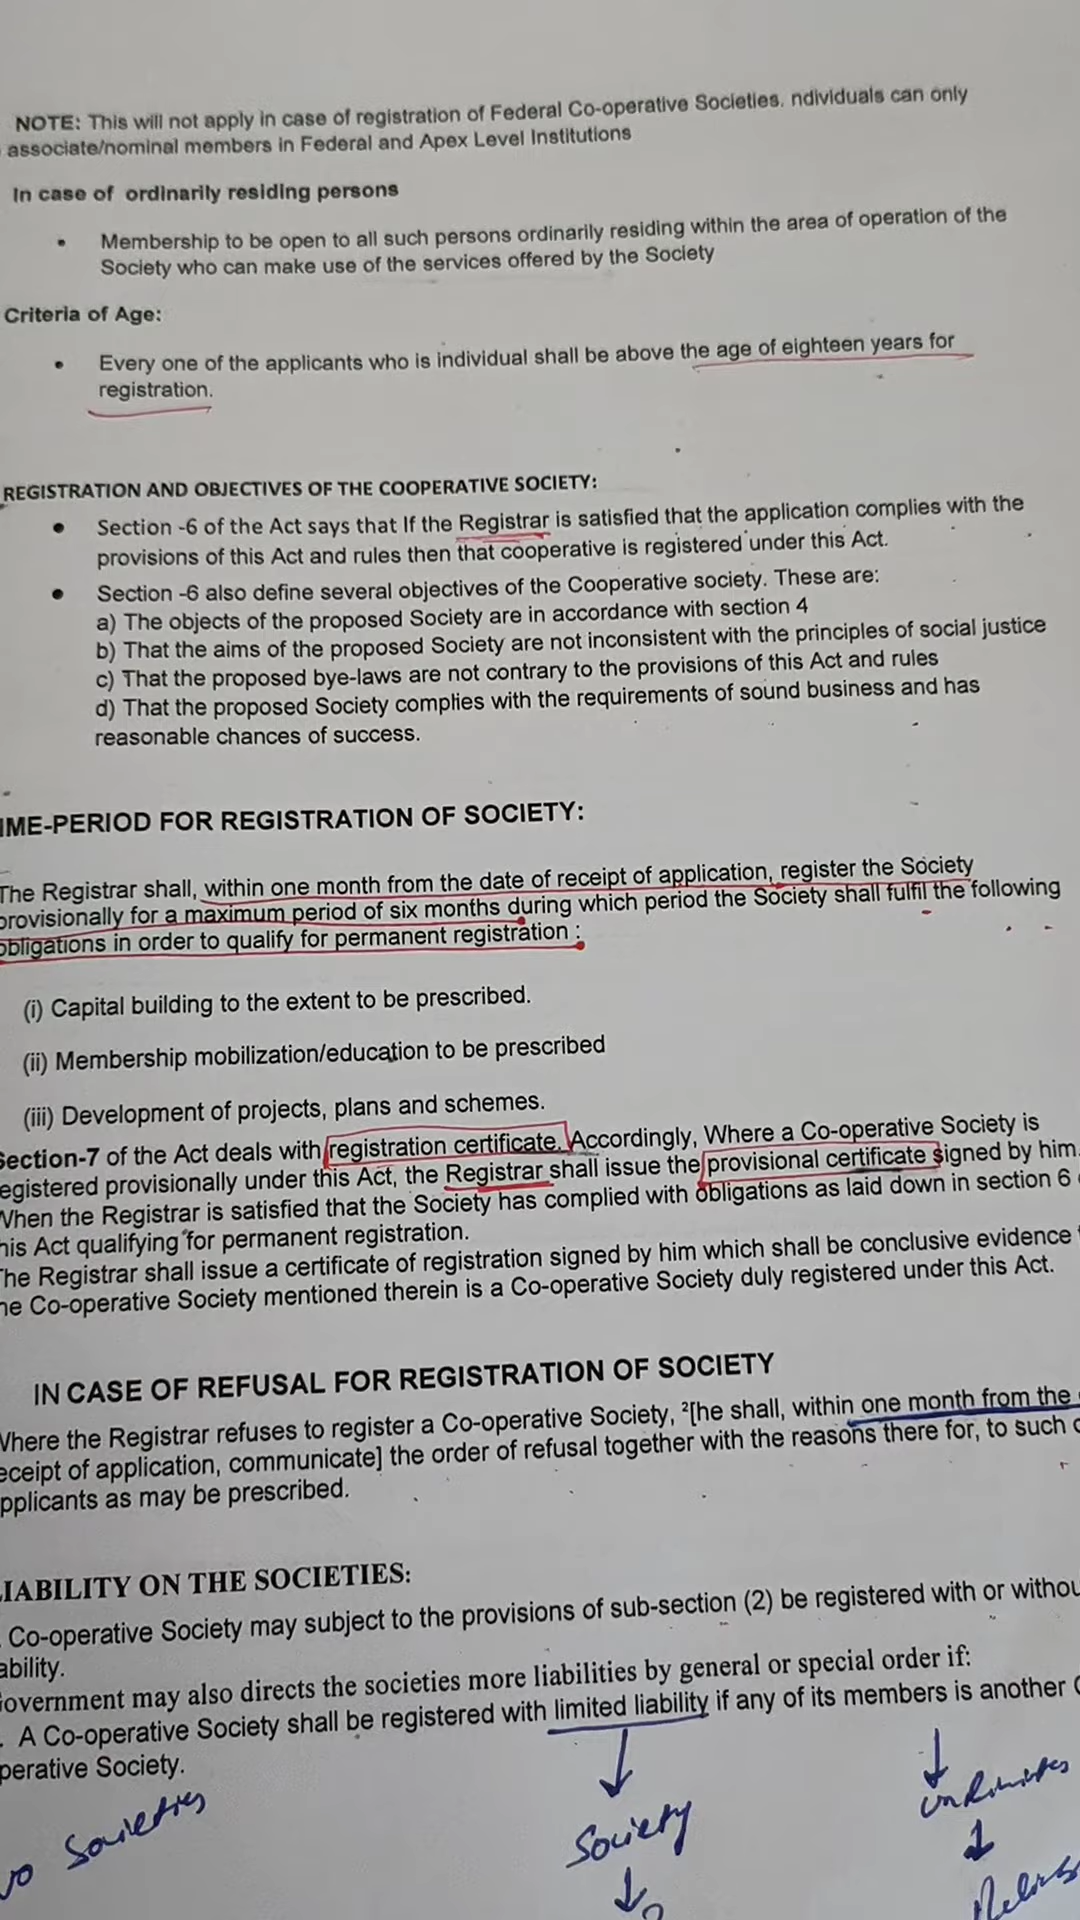 NOTE: This will not apply in case of registration of Federal Co-operative Societies. ndividuals can only
associate/nominal members in Federal and Apex Level Institutions
In case of ordinarily residing persons
• Membership to be open to all such persons ordinarily residing within the area of operation of the
Society who can make use of the services offered by the Society
Criteria of Age:
• Every one of the applicants who is individual shall be above the age of eighteen years for
registration.
REGISTRATION AND OBJECTIVES OF THE COOPERATIVE SOCIETY:
• Section -6 of the Act says that If the Registrar is satisfied that the application complies with the
provisions of this Act and rules then that cooperative is registered under this Act.
• Section -6 also define several objectives of the Cooperative society. These are:
a) The objects of the proposed Society are in accordance with section 4
b) That the aims of the proposed Society are not inconsistent with the principles of social justice
c) That the proposed bye-laws are not contrary to the provisions of this Act and rules
d) That the proposed Society complies with the requirements of sound business and has
reasonable chances of success.
IME-PERIOD FOR REGISTRATION OF SOCIETY:
The Registrar shall, within one month from the date of receipt of application, register the Society
provisionally for a maximum period of six months during which period the Society shall fulfil the following
obligations in order to qualify for permanent registration :
(i) Capital building to the extent to be prescribed.
(ii) Membership mobilization/education to be prescribed
(iii) Development of projects, plans and schemes.
Section-7 of the Act deals with registration certificate. Accordingly, Where a Co-operative Society is
egistered provisionally under this Act, the Registrar shall issue the provisional certificate signed by him.
When the Registrar is satisfied that the Society has complied with obligations as laid down in section 6
his Act qualifying for permanent registration.
The Registrar shall issue a certificate of registration signed by him which shall be conclusive evidence
he Co-operative Society mentioned therein is a Co-operative Society duly registered under this Act.
IN CASE OF REFUSAL FOR REGISTRATION OF SOCIETY
Where the Registrar refuses to register a Co-operative Society, ²[he shall, within one month from the
eceipt of application, communicate] the order of refusal together with the reasons there for, to such
pplicants as may be prescribed.
LIABILITY ON THE SOCIETIES:
Co-operative Society may subject to the provisions of sub-section (2) be registered with or withou
ability.
Government may also directs the societies more liabilities by general or special order if:
. A Co-operative Society shall be registered with limited liability if any of its members is another
perative Society.
Societies
Society